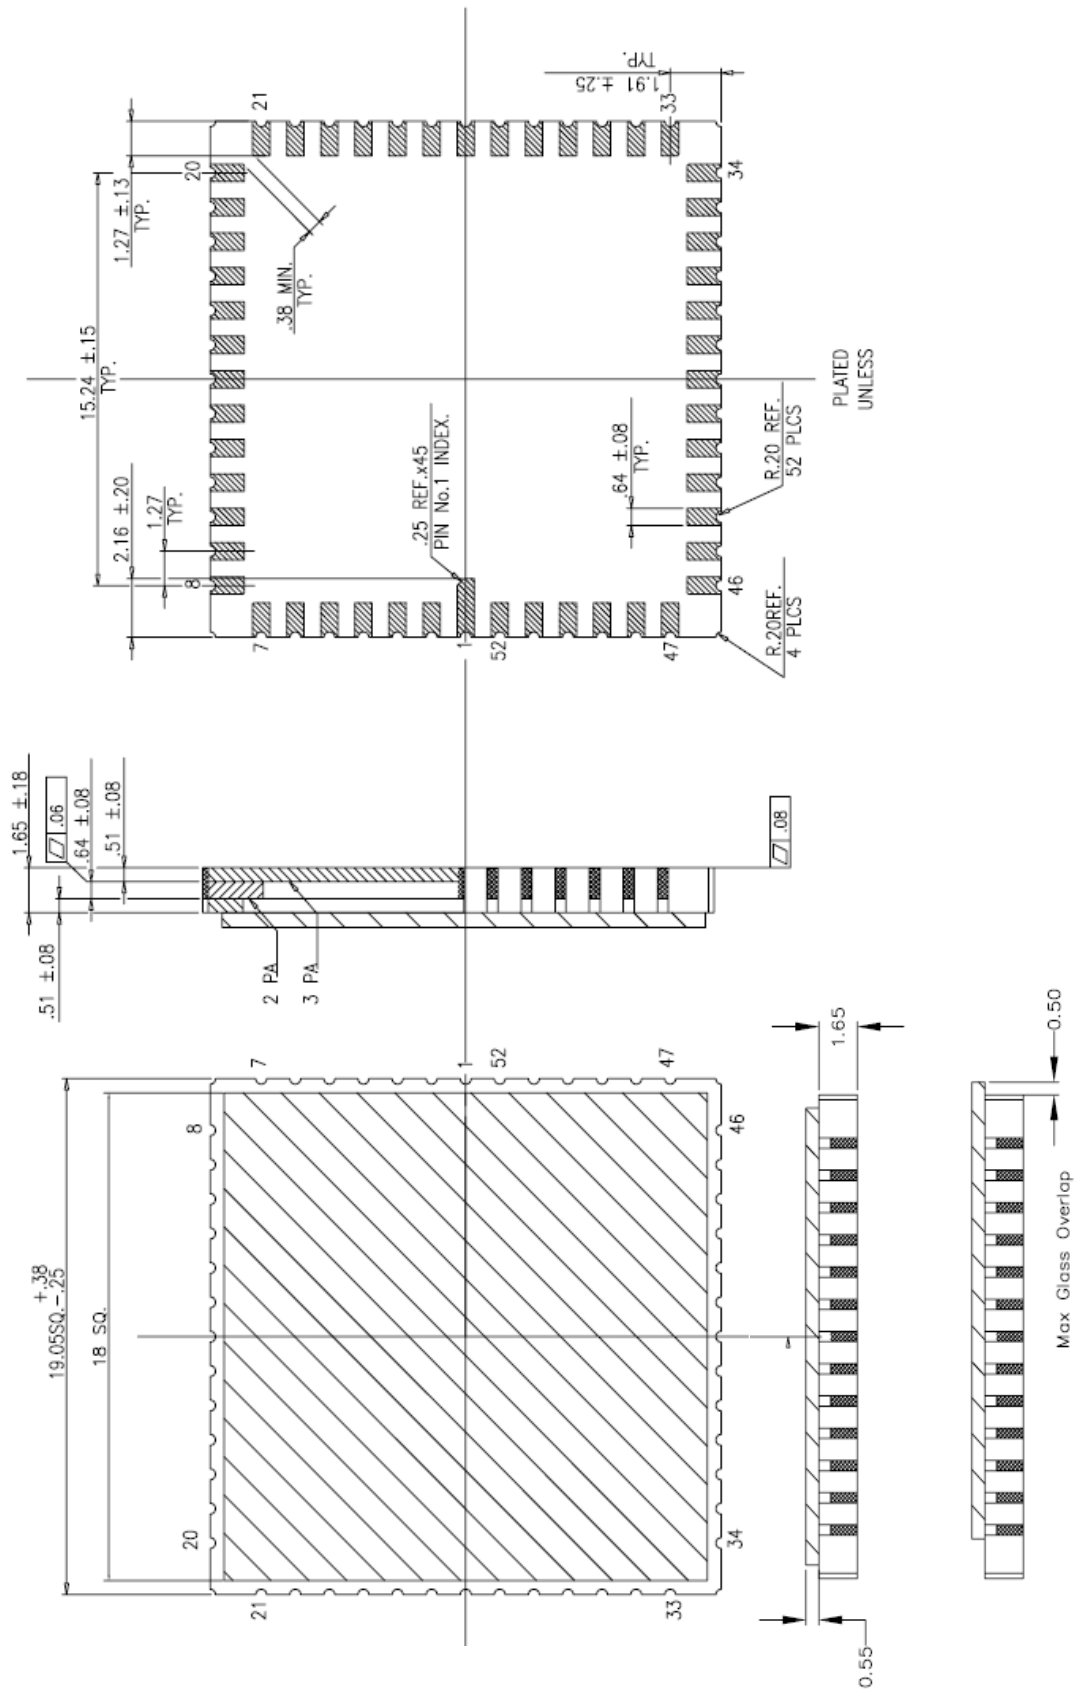 21
20
1.27 ±.13
TYP.
15.24 ±.15
TYP.
.38 MIN.
TYP.
1.91 ±.25
TYP.
33
34
2.16 ±.20
1.27
TYP.
8
7
.25 REF.x45
PIN No.1 INDEX.
.64 ±.08
TYP.
R.20 REF.
52 PLCS
PLATED
UNLESS
1
52
47
46
R.20REF.
4 PLCS
1.65 ±.18
.06
.64 ±.08
.51 ±.08
.51 ±.08
2 PA
3 PA
.08
19.05SQ.
+.38
-.25
18 SQ.
8
7
1
52
47
46
20
21
33
34
1.65
0.55
0.50
Max Glass Overlap